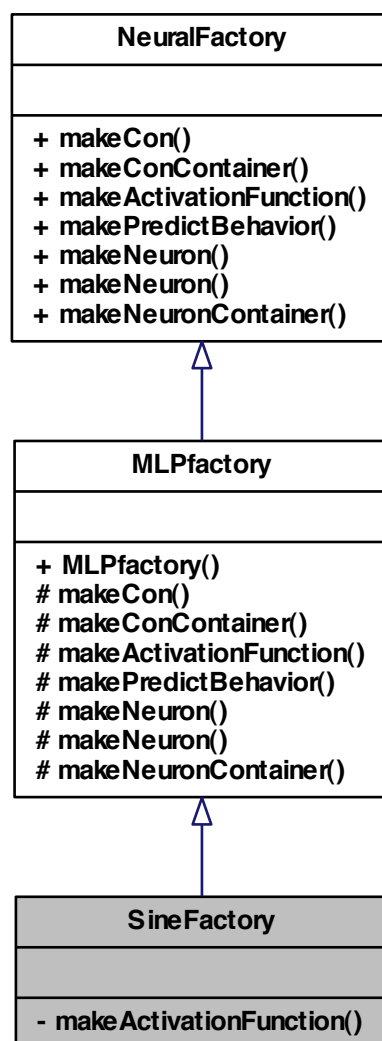 NeuralFactory
+ makeCon()
+ makeConContainer()
+ makeActivationFunction()
+ makePredictBehavior()
+ makeNeuron()
+ makeNeuron()
+ makeNeuronContainer()
MLPfactory
+ MLPfactory()
# makeCon()
# makeConContainer()
# makeActivationFunction()
# makePredictBehavior()
# makeNeuron()
# makeNeuron()
# makeNeuronContainer()
SineFactory
- makeActivationFunction()